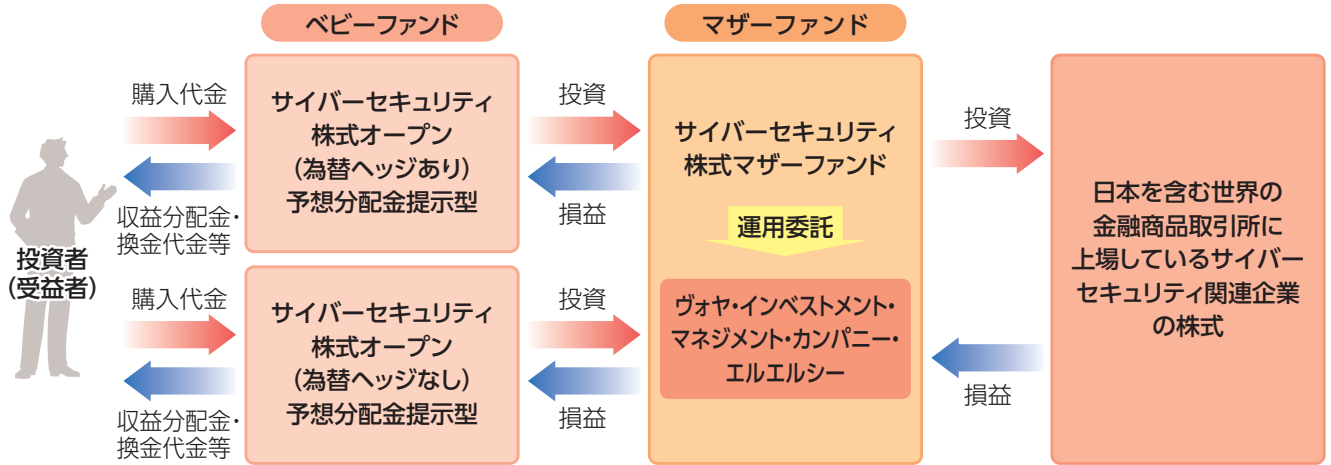 ベビーファンド
マザーファンド
購入代金
収益分配金・
換金代金等
サイバーセキュリティ
株式オープン
(為替ヘッジあり)
予想分配金提示型
投資
損益
投資者
(受益者)
購入代金
収益分配金・
換金代金等
サイバーセキュリティ
株式オープン
(為替ヘッジなし)
予想分配金提示型
投資
損益
サイバーセキュリティ
株式マザーファンド
運用委託
ヴォヤ・インベストメント・
マネジメント・カンパニー・
エルエルシー
投資
損益
日本を含む世界の
金融商品取引所に
上場しているサイバー
セキュリティ関連企業
の株式